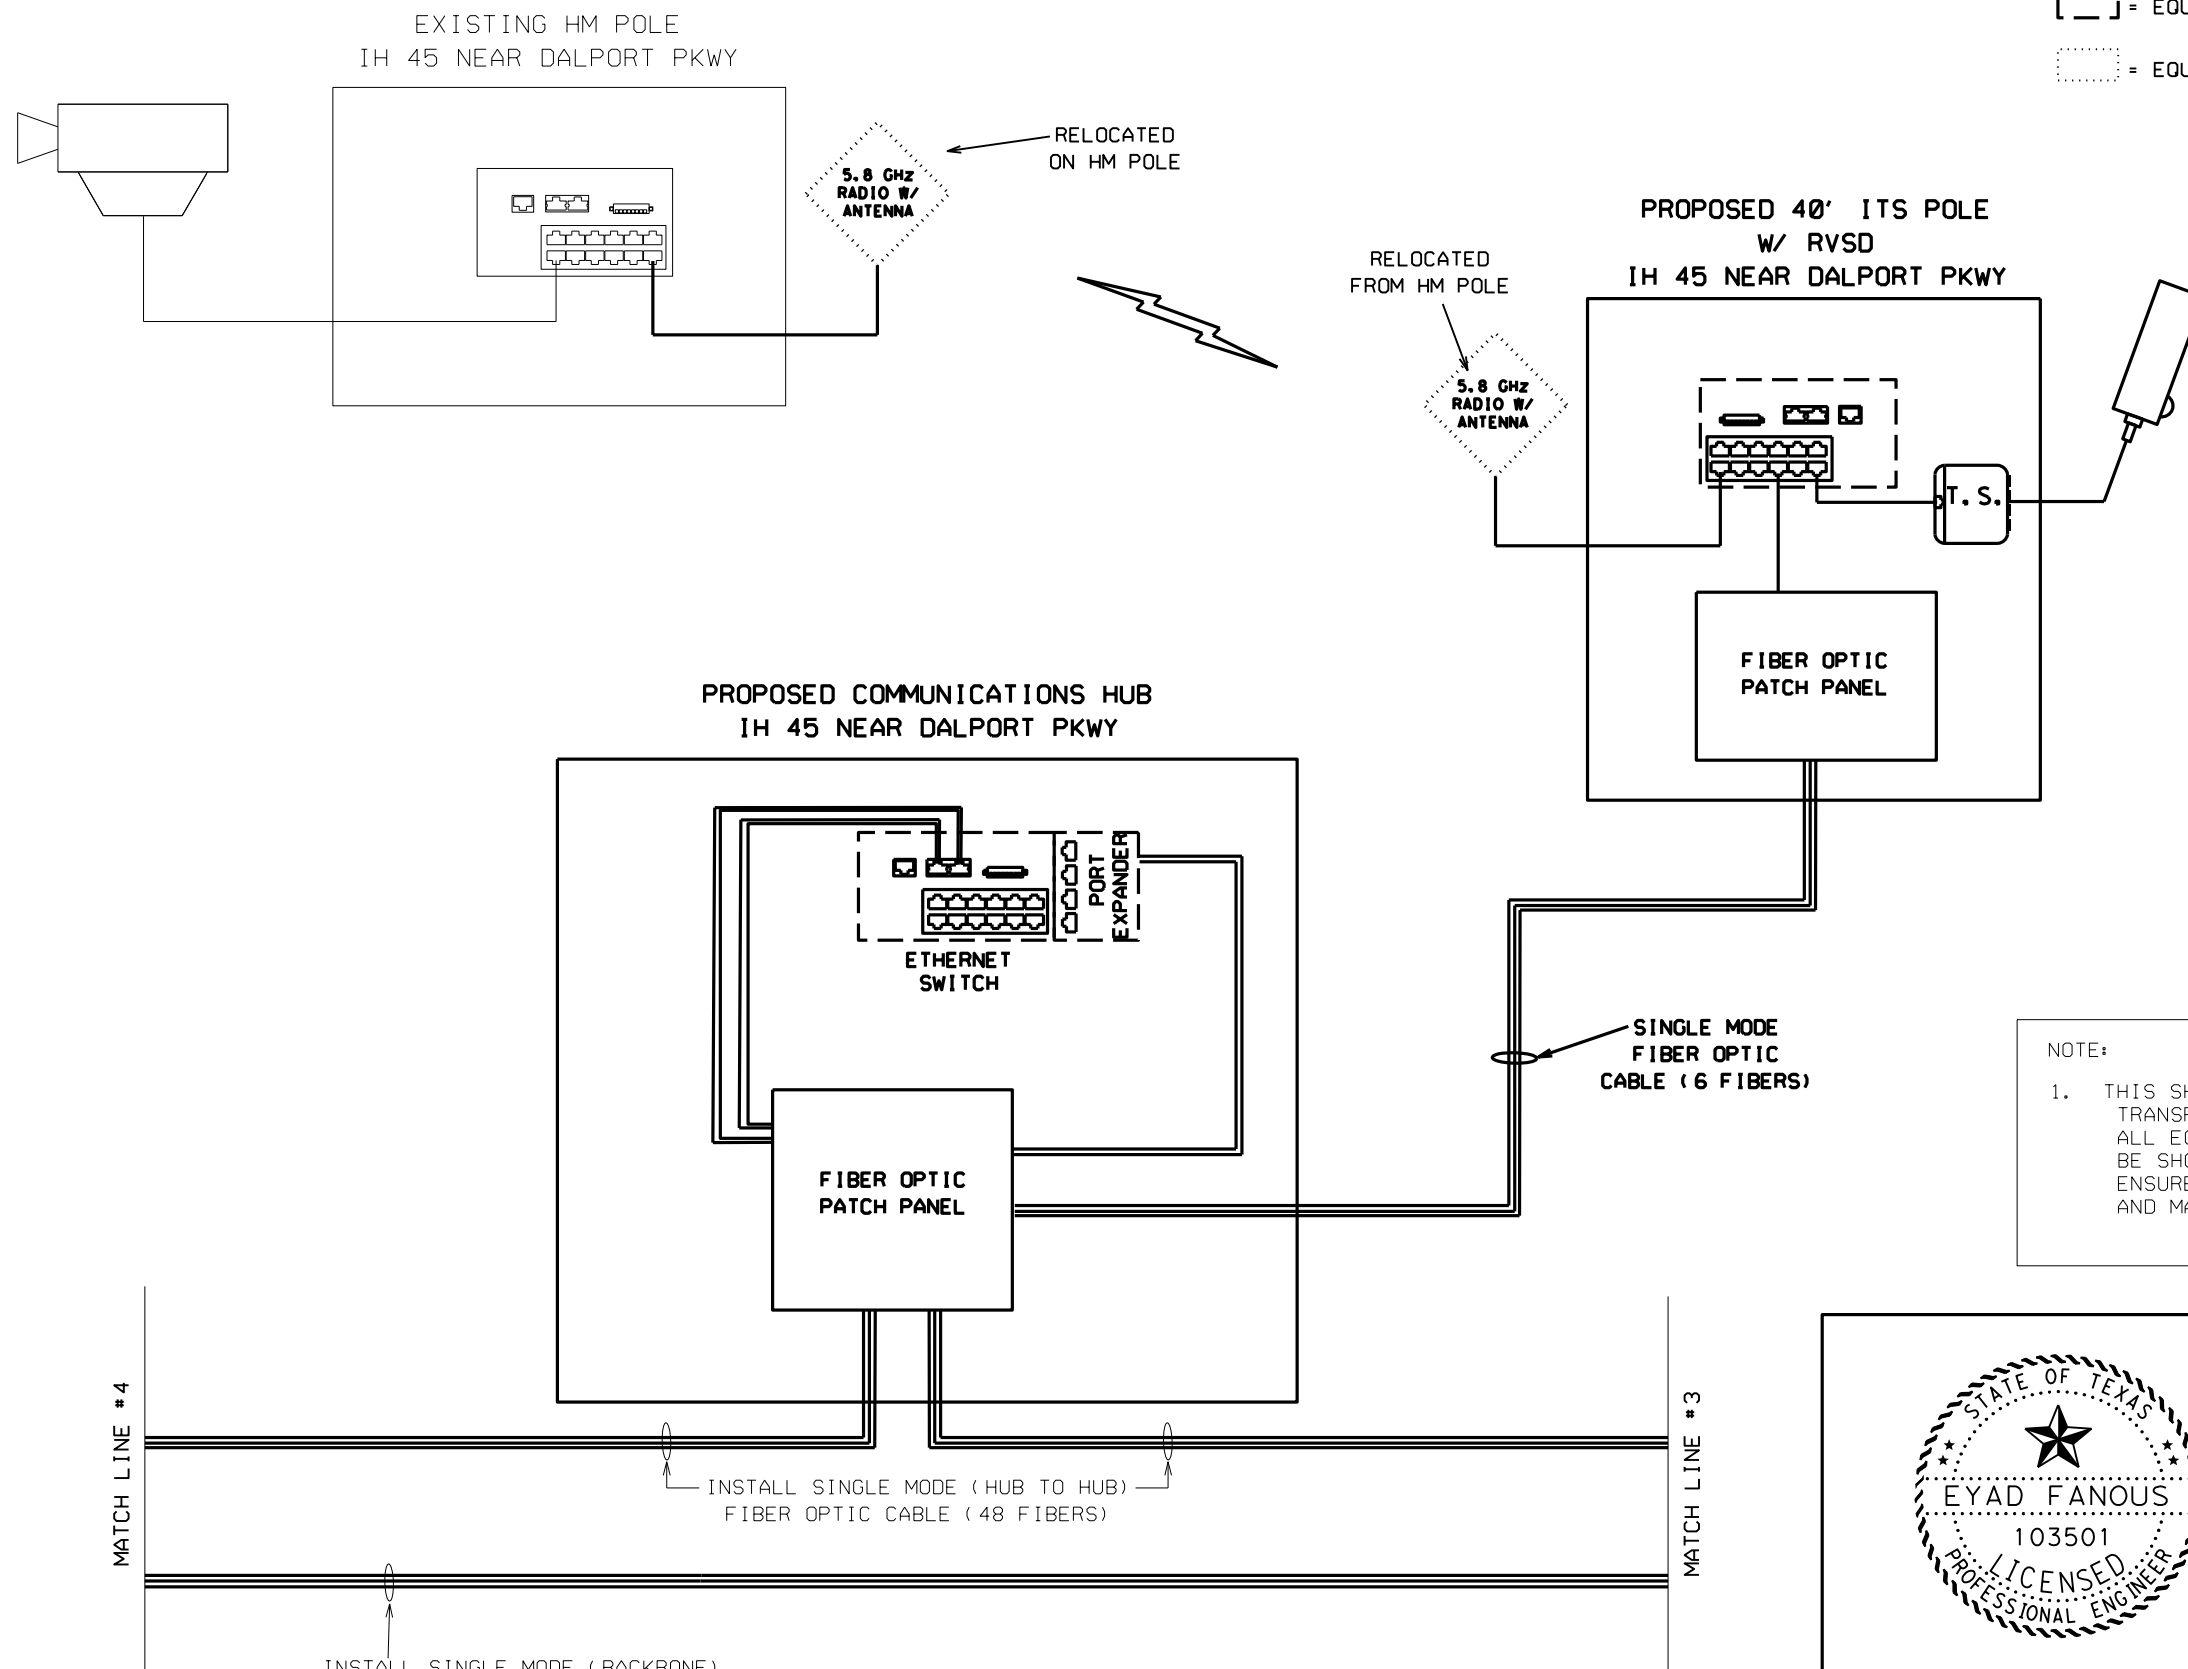 EXISTING HM POLE
IH 45 NEAR DALPORT PKWY
= EQU
= EQU
RELOCATED
ON HM POLE
5.8 GHz
RADIO W/
ANTENNA
PROPOSED 40' ITS POLE
W/ RVSD
IH 45 NEAR DALPORT PKWY
RELOCATED
FROM HM POLE
5.8 GHz
RADIO W/
ANTENNA
T.S.
FIBER OPTIC
PATCH PANEL
PROPOSED COMMUNICATIONS HUB
IH 45 NEAR DALPORT PKWY
PORT
EXPANDER
ETHERNET
SWITCH
SINGLE MODE
FIBER OPTIC
CABLE (6 FIBERS)
FIBER OPTIC
PATCH PANEL
NOTE:
1. THIS SH
TRANSF
ALL EQ
BE SHO
ENSURE
AND MA
MATCH LINE #4
MATCH LINE #3
INSTALL SINGLE MODE (HUB TO HUB)
FIBER OPTIC CABLE (48 FIBERS)
INSTALL SINGLE MODE (BACKBONE)
STATE OF TEXAS
EYAD FANOUS
103501
LICENSED
PROFESSIONAL ENGINEER